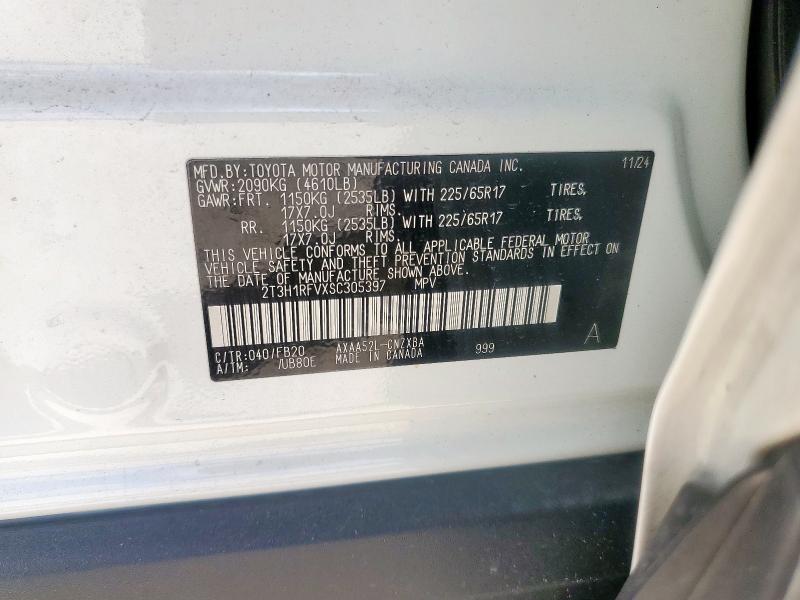 MFD.BY:TOYOTA MOTOR MANUFACTURING CANADA INC. 11/24
GVWR:2090KG (4610LB)
GAWR:FRT. 1150KG (2535LB) WITH 225/65R17 TIRES,
17X7.0J RIMS.
RR. 1150KG (2535LB) WITH 225/65R17 TIRES,
17X7.0J RIMS.
THIS VEHICLE CONFORMS TO ALL APPLICABLE FEDERAL MOTOR
VEHICLE SAFETY AND THEFT PREVENTION STANDARDS IN EFFECT ON
THE DATE OF MANUFACTURE SHOWN ABOVE.
2T3H1RFVXSC305397 MPV
C/TR:040/FB20 AXAA52L-CNZXBA 999 A
A/TM: /UB80E MADE IN CANADA